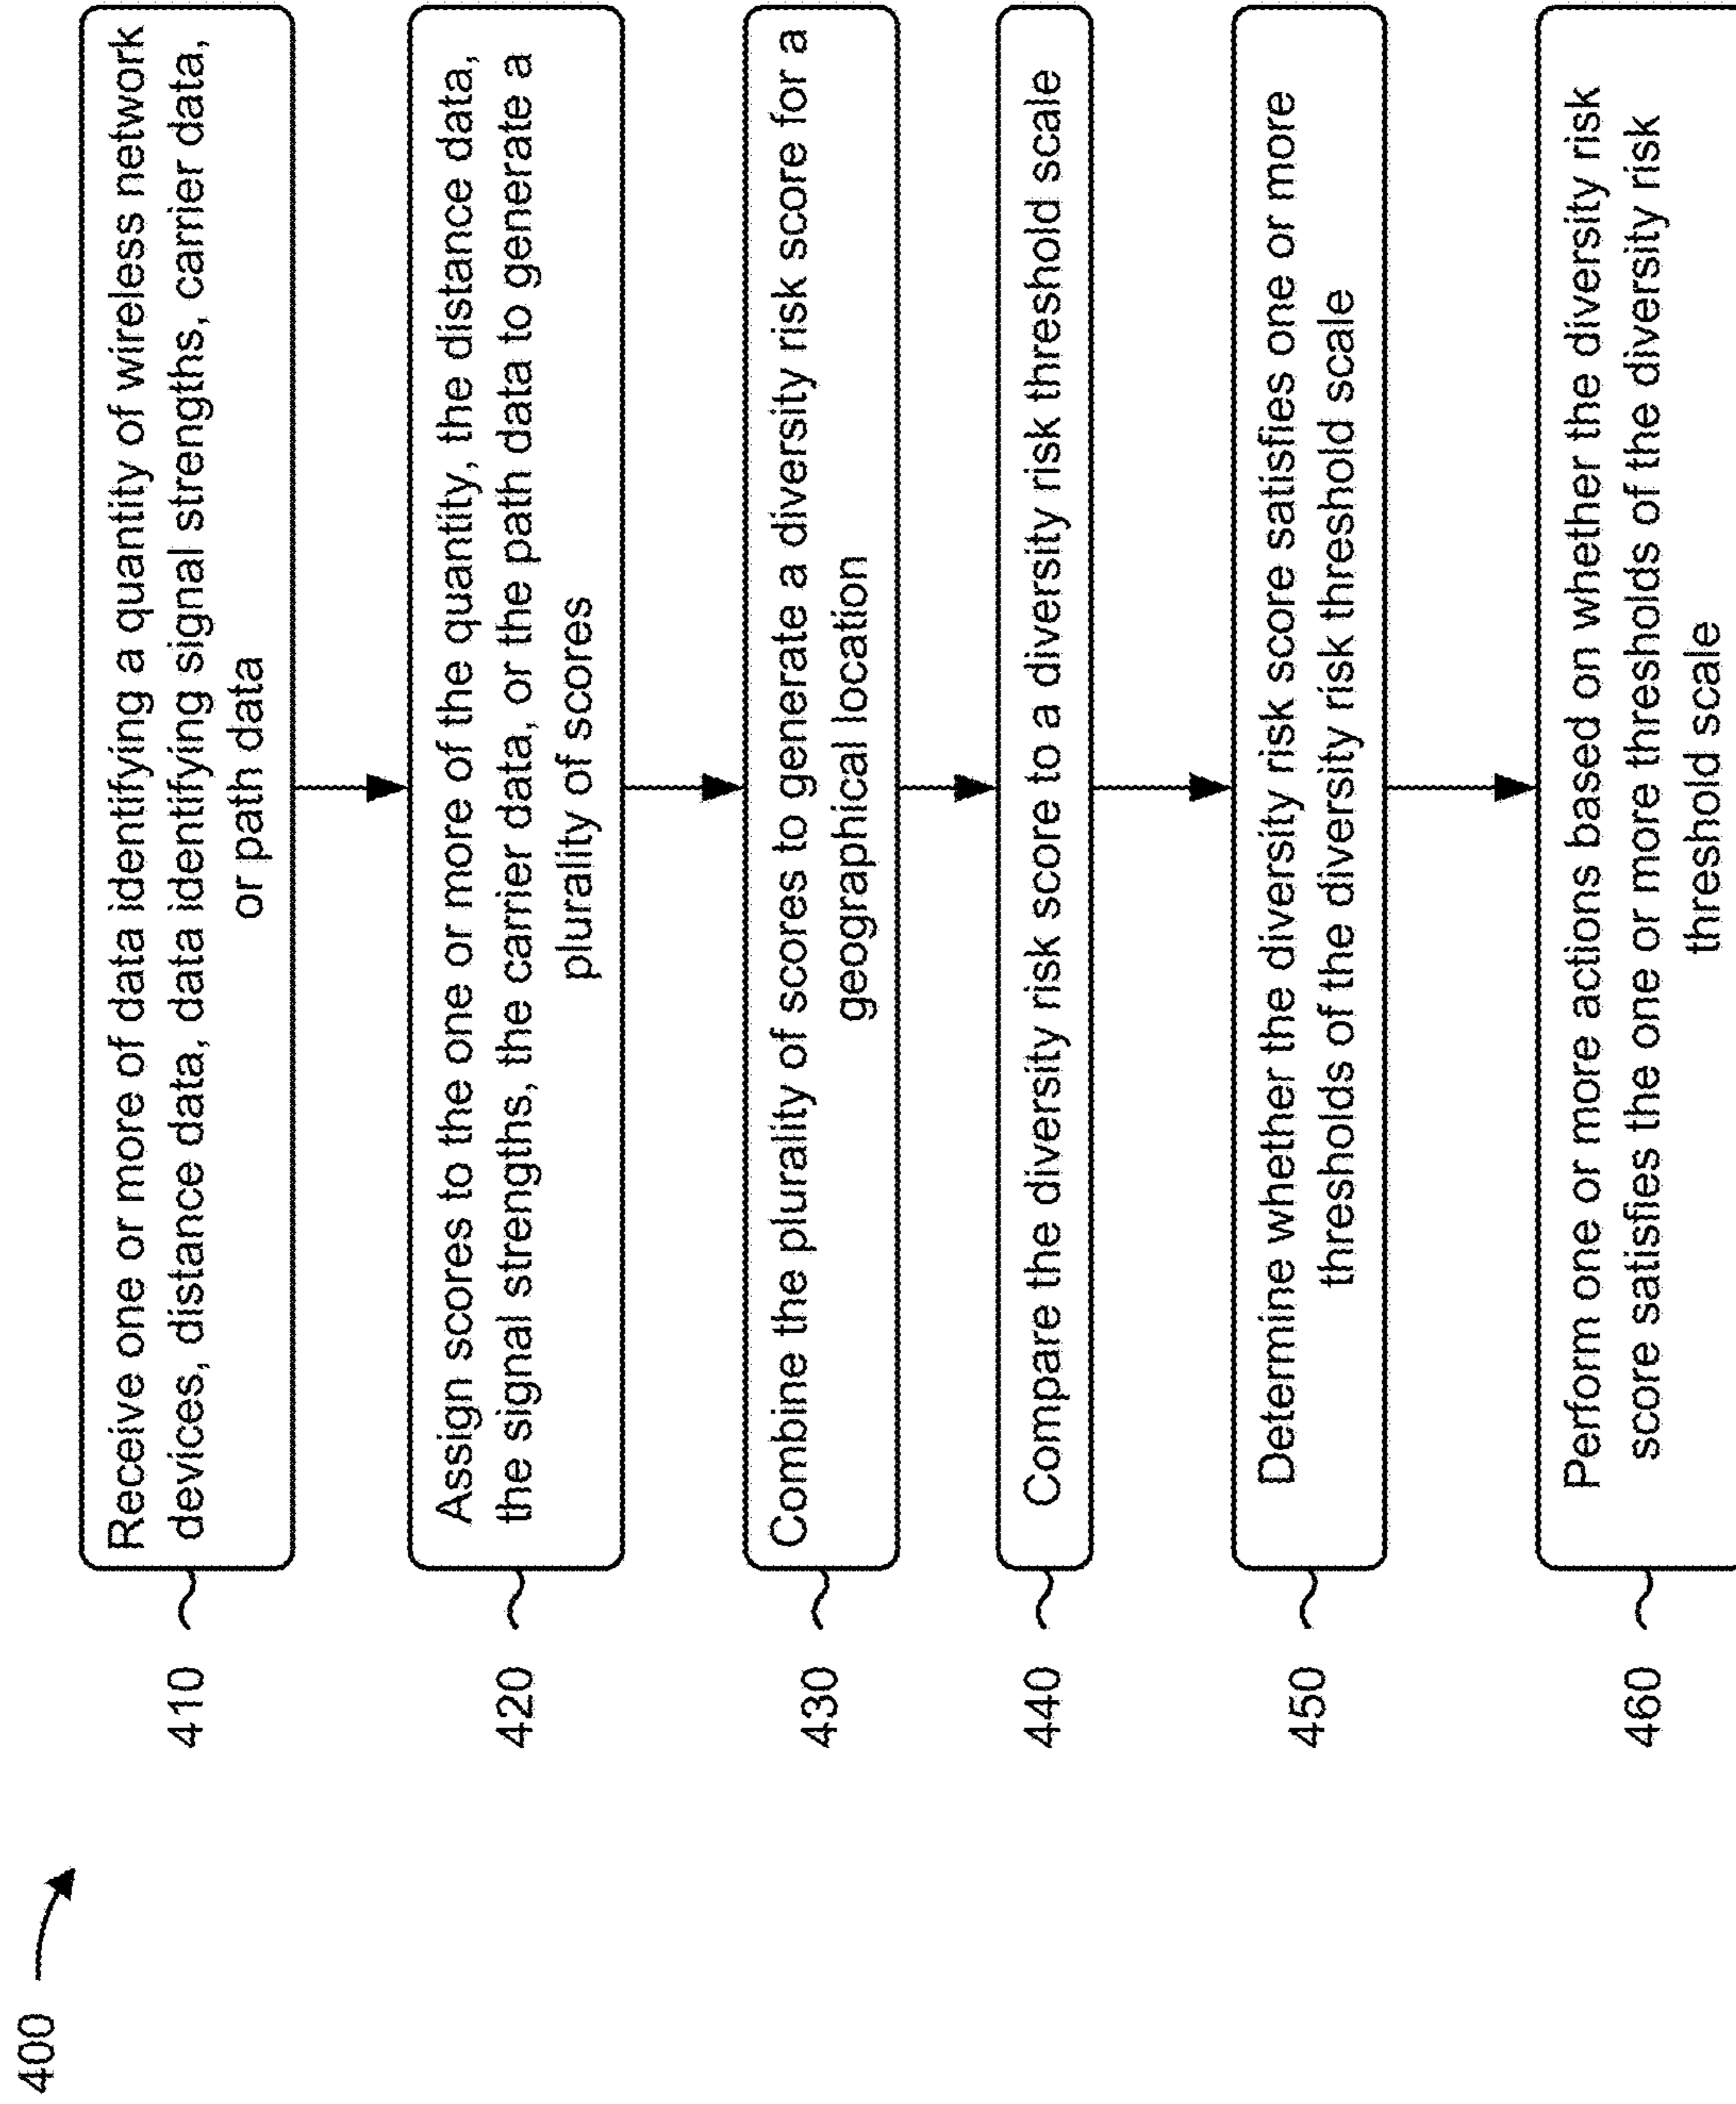 400
410
Receive one or more of data identifying a quantity of wireless network
devices, distance data, data identifying signal strengths, carrier data,
or path data
420
Assign scores to the one or more of the quantity, the distance data,
the signal strengths, the carrier data, or the path data to generate a
plurality of scores
430
Combine the plurality of scores to generate a diversity risk score for a
geographical location
440
Compare the diversity risk score to a diversity risk threshold scale
450
Determine whether the diversity risk score satisfies one or more
thresholds of the diversity risk threshold scale
460
Perform one or more actions based on whether the diversity risk
score satisfies the one or more thresholds of the diversity risk
threshold scale